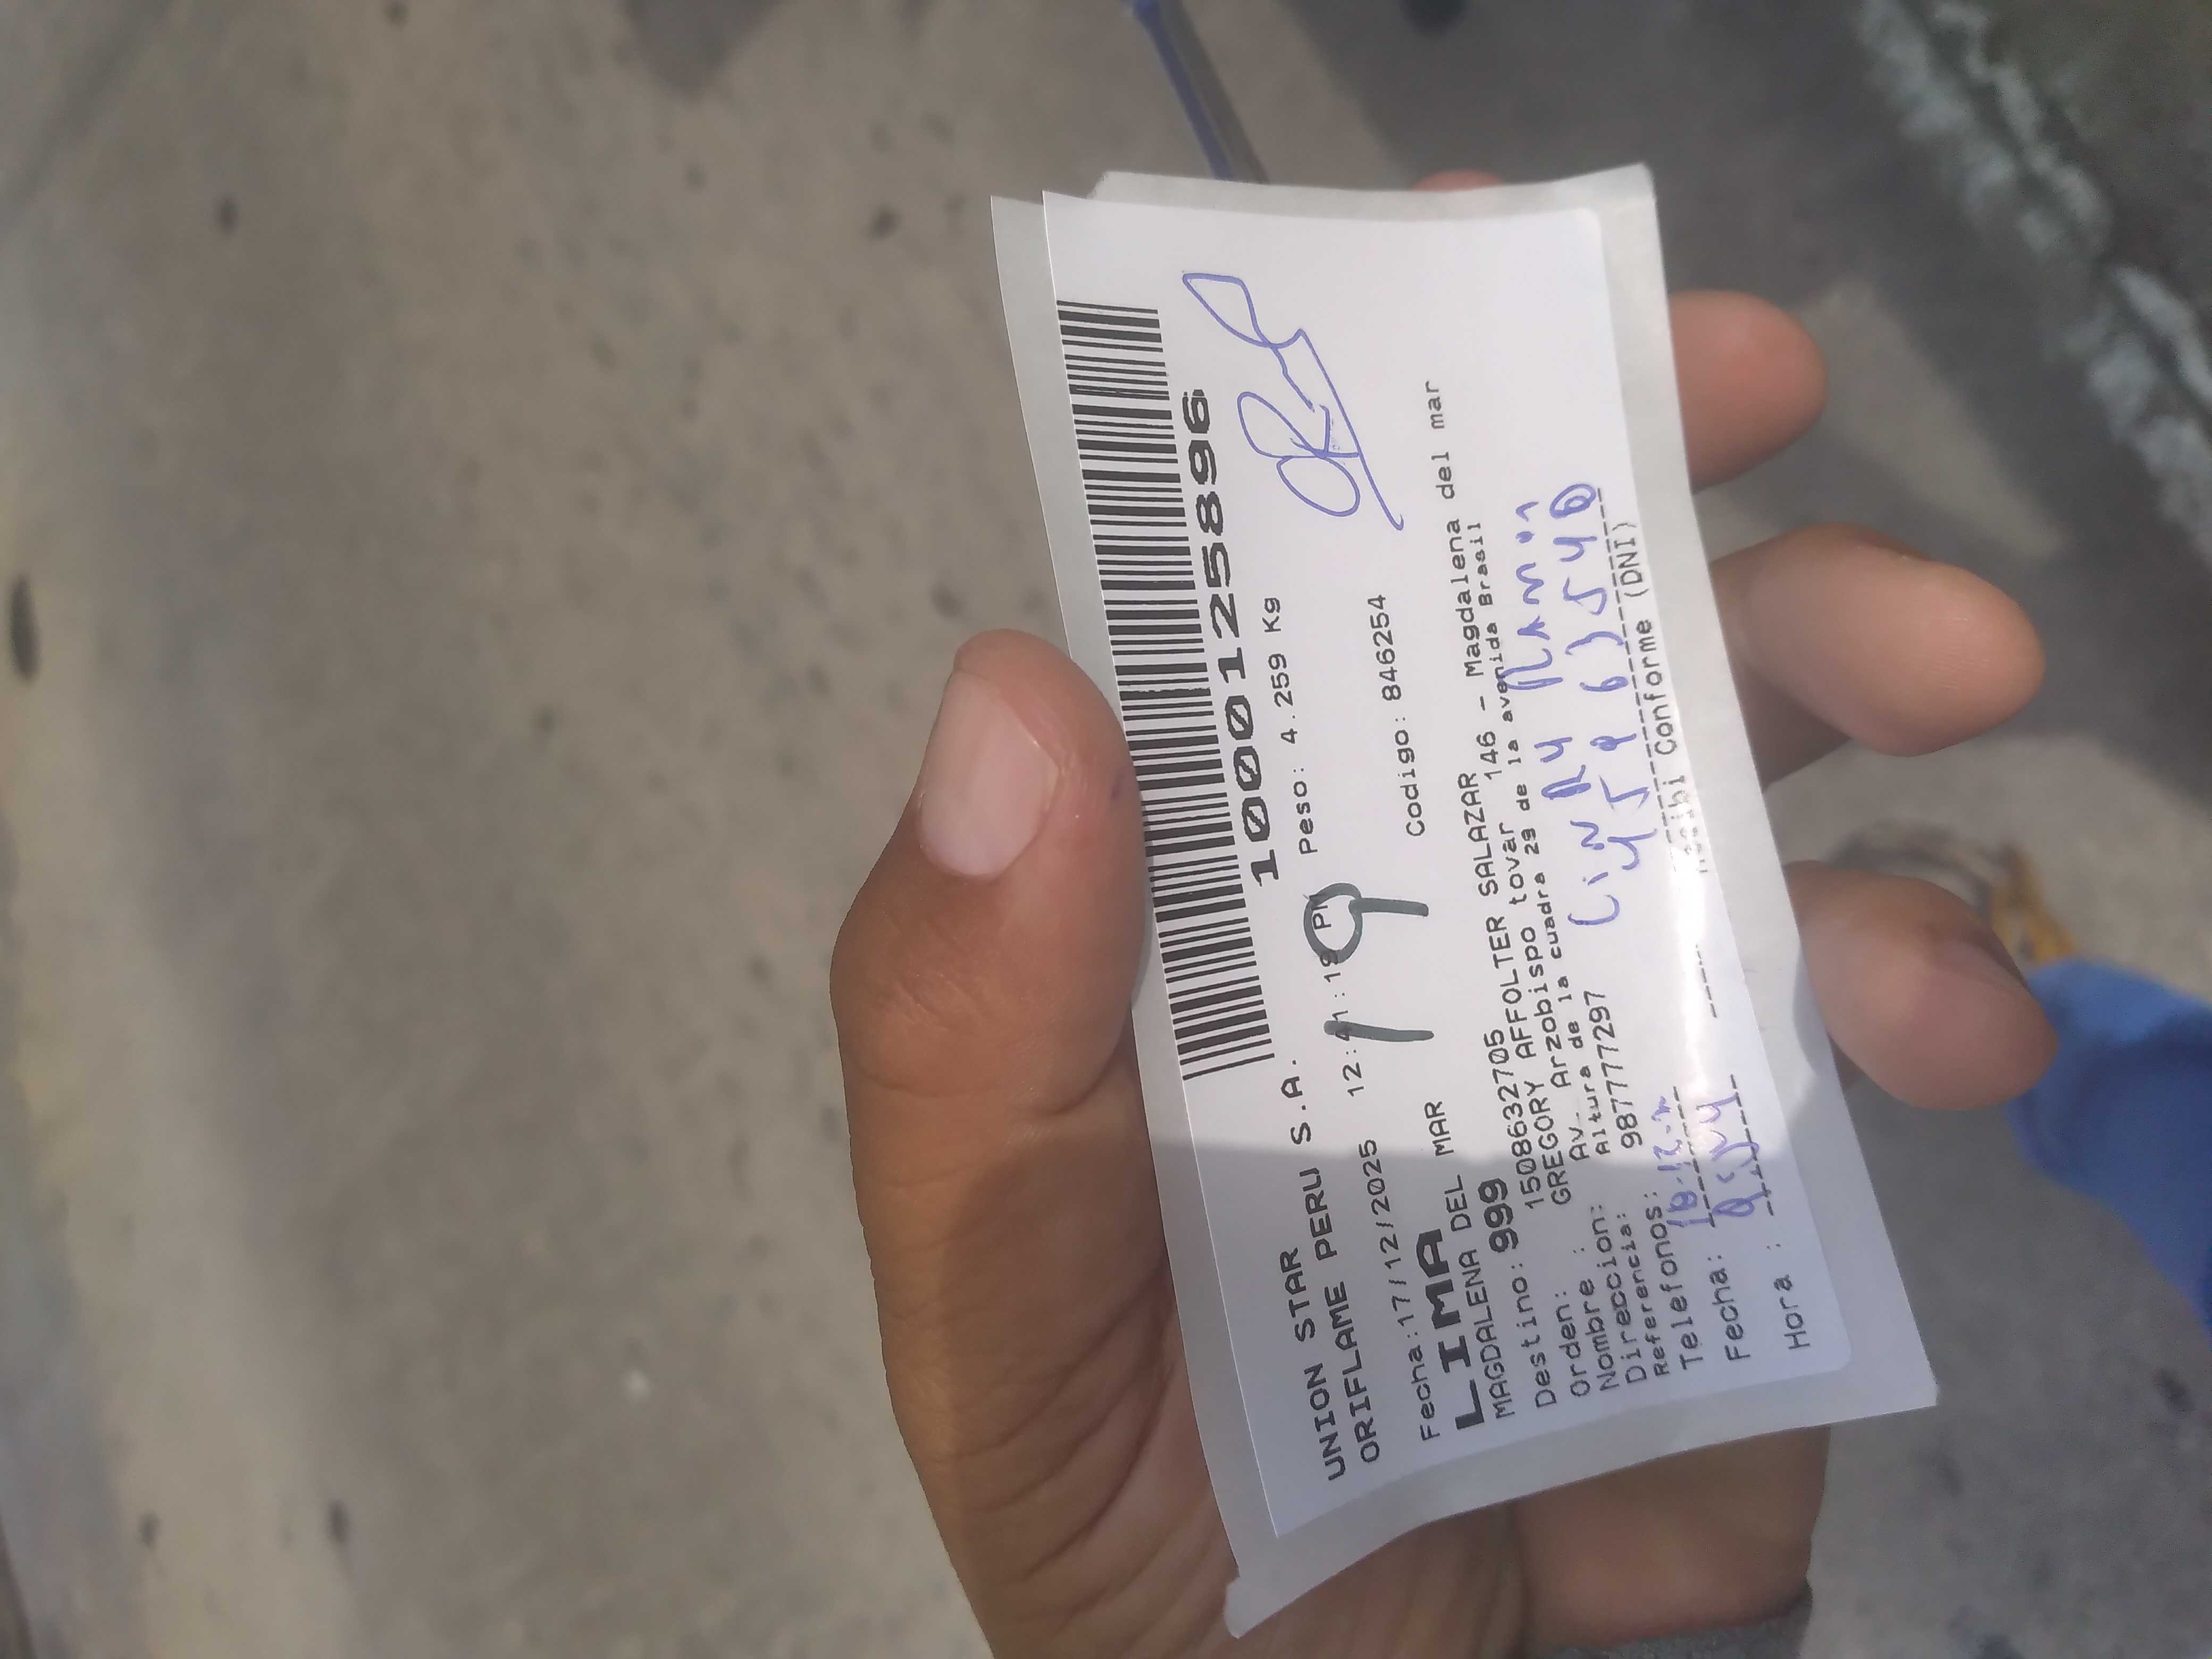 1000125896
UNION STAR
ORIFLAME PERU S.A.
Peso: 4.259 Kg
Fecha:17/12/2025 12:41:19 PM
19
LIMA
Codigo: 846254
MAGDALENA DEL MAR
Destino: 999
Orden: 1508632705
Nombre : GREGORY AFFOLTER SALAZAR
Direccion: Av. Arzobispo tovar 146 - Magdalena del mar
Referencia: Altura de la cuadra 29 de la avenida Brasil
Telefonos: 987777297
Fecha:
Hora :
Recibi Conforme (DNI)